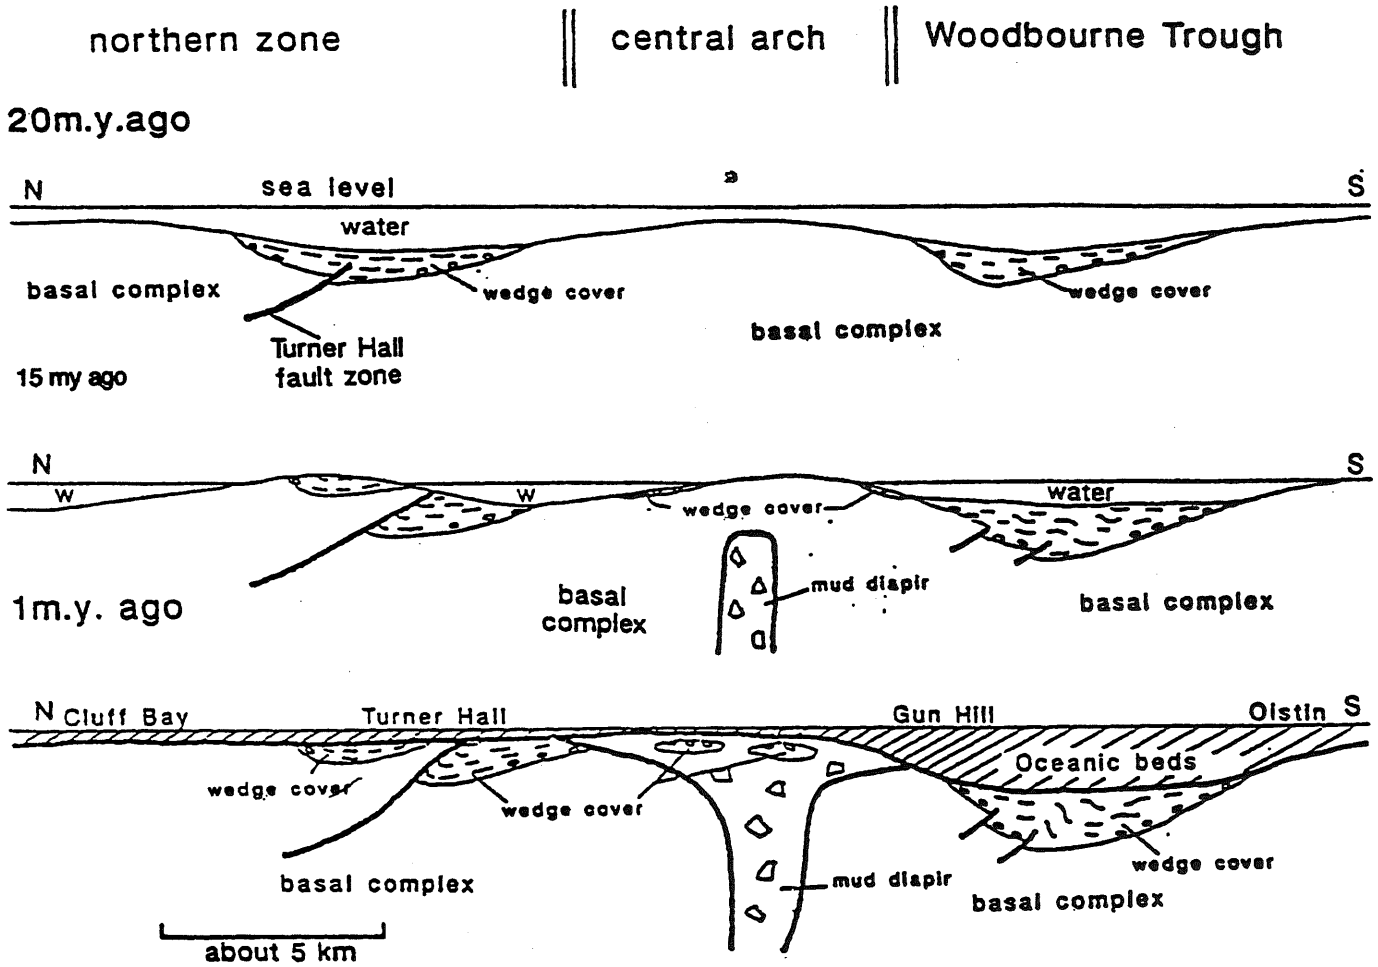 northern zone
central arch
Woodbourne Trough
20m.y.ago
N
sea level
S
water
basal complex
wedge cover
wedge cover
basal complex
Turner Hall
fault zone
15 my ago
N
S
W
W
wedge cover
water
mud diapir
basal
complex
basal complex
1m.y. ago
N
Cluff Bay
Turner Hall
Gun Hill
Oistin
S
Oceanic beds
wedge cover
wedge cover
wedge cover
basal complex
mud diapir
basal complex
about 5 km